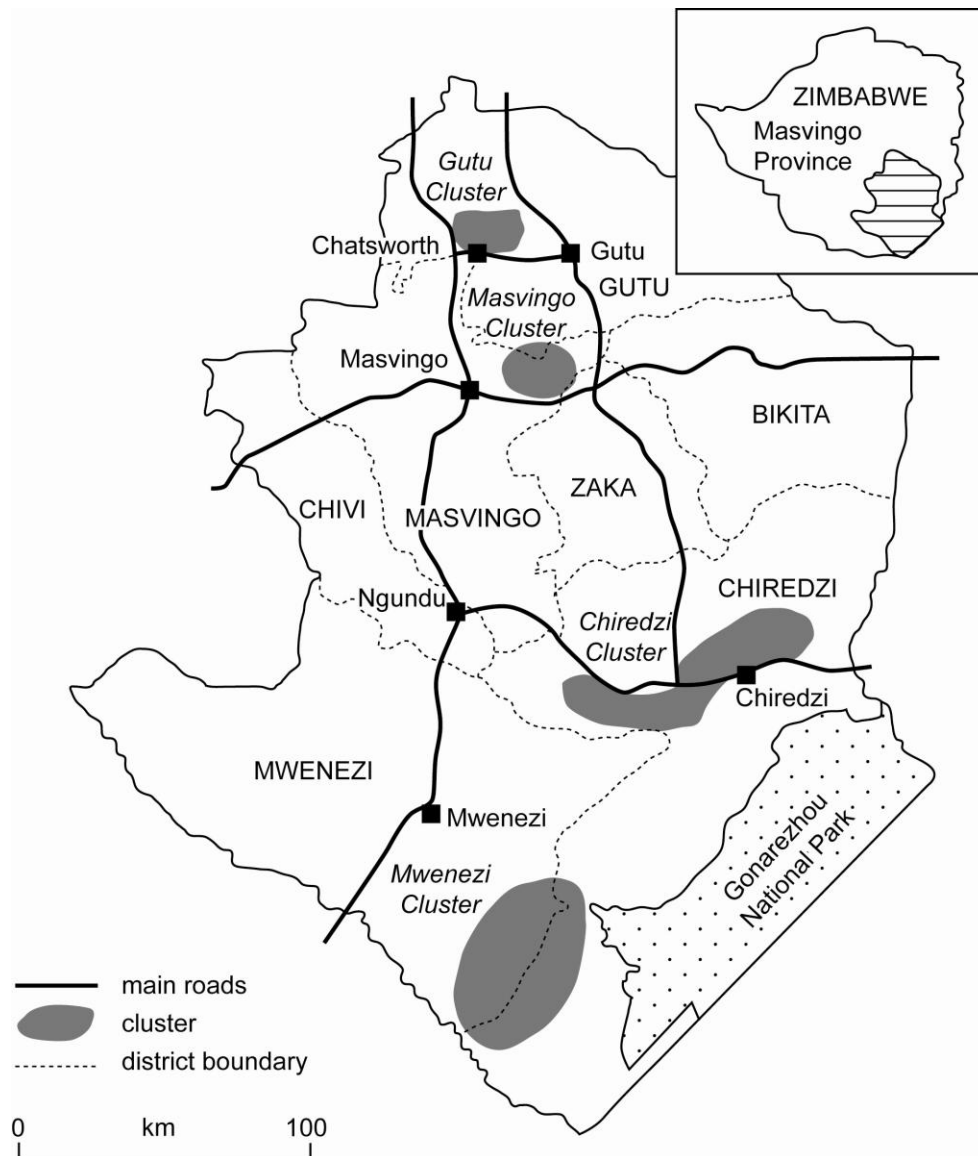 ZIMBABWE
Masvingo
Province
Gutu
Cluster
Chatsworth
Gutu
GUTU
Masvingo
Cluster
Masvingo
BIKITA
ZAKA
CHIVI
MASVINGO
CHIREDZI
Ngundu
Chiredzi
Cluster
Chiredzi
MWENEZI
Mwenezi
Gonarezhou
National Park
Mwenezi
Cluster
main roads
cluster
district boundary
0 km 100